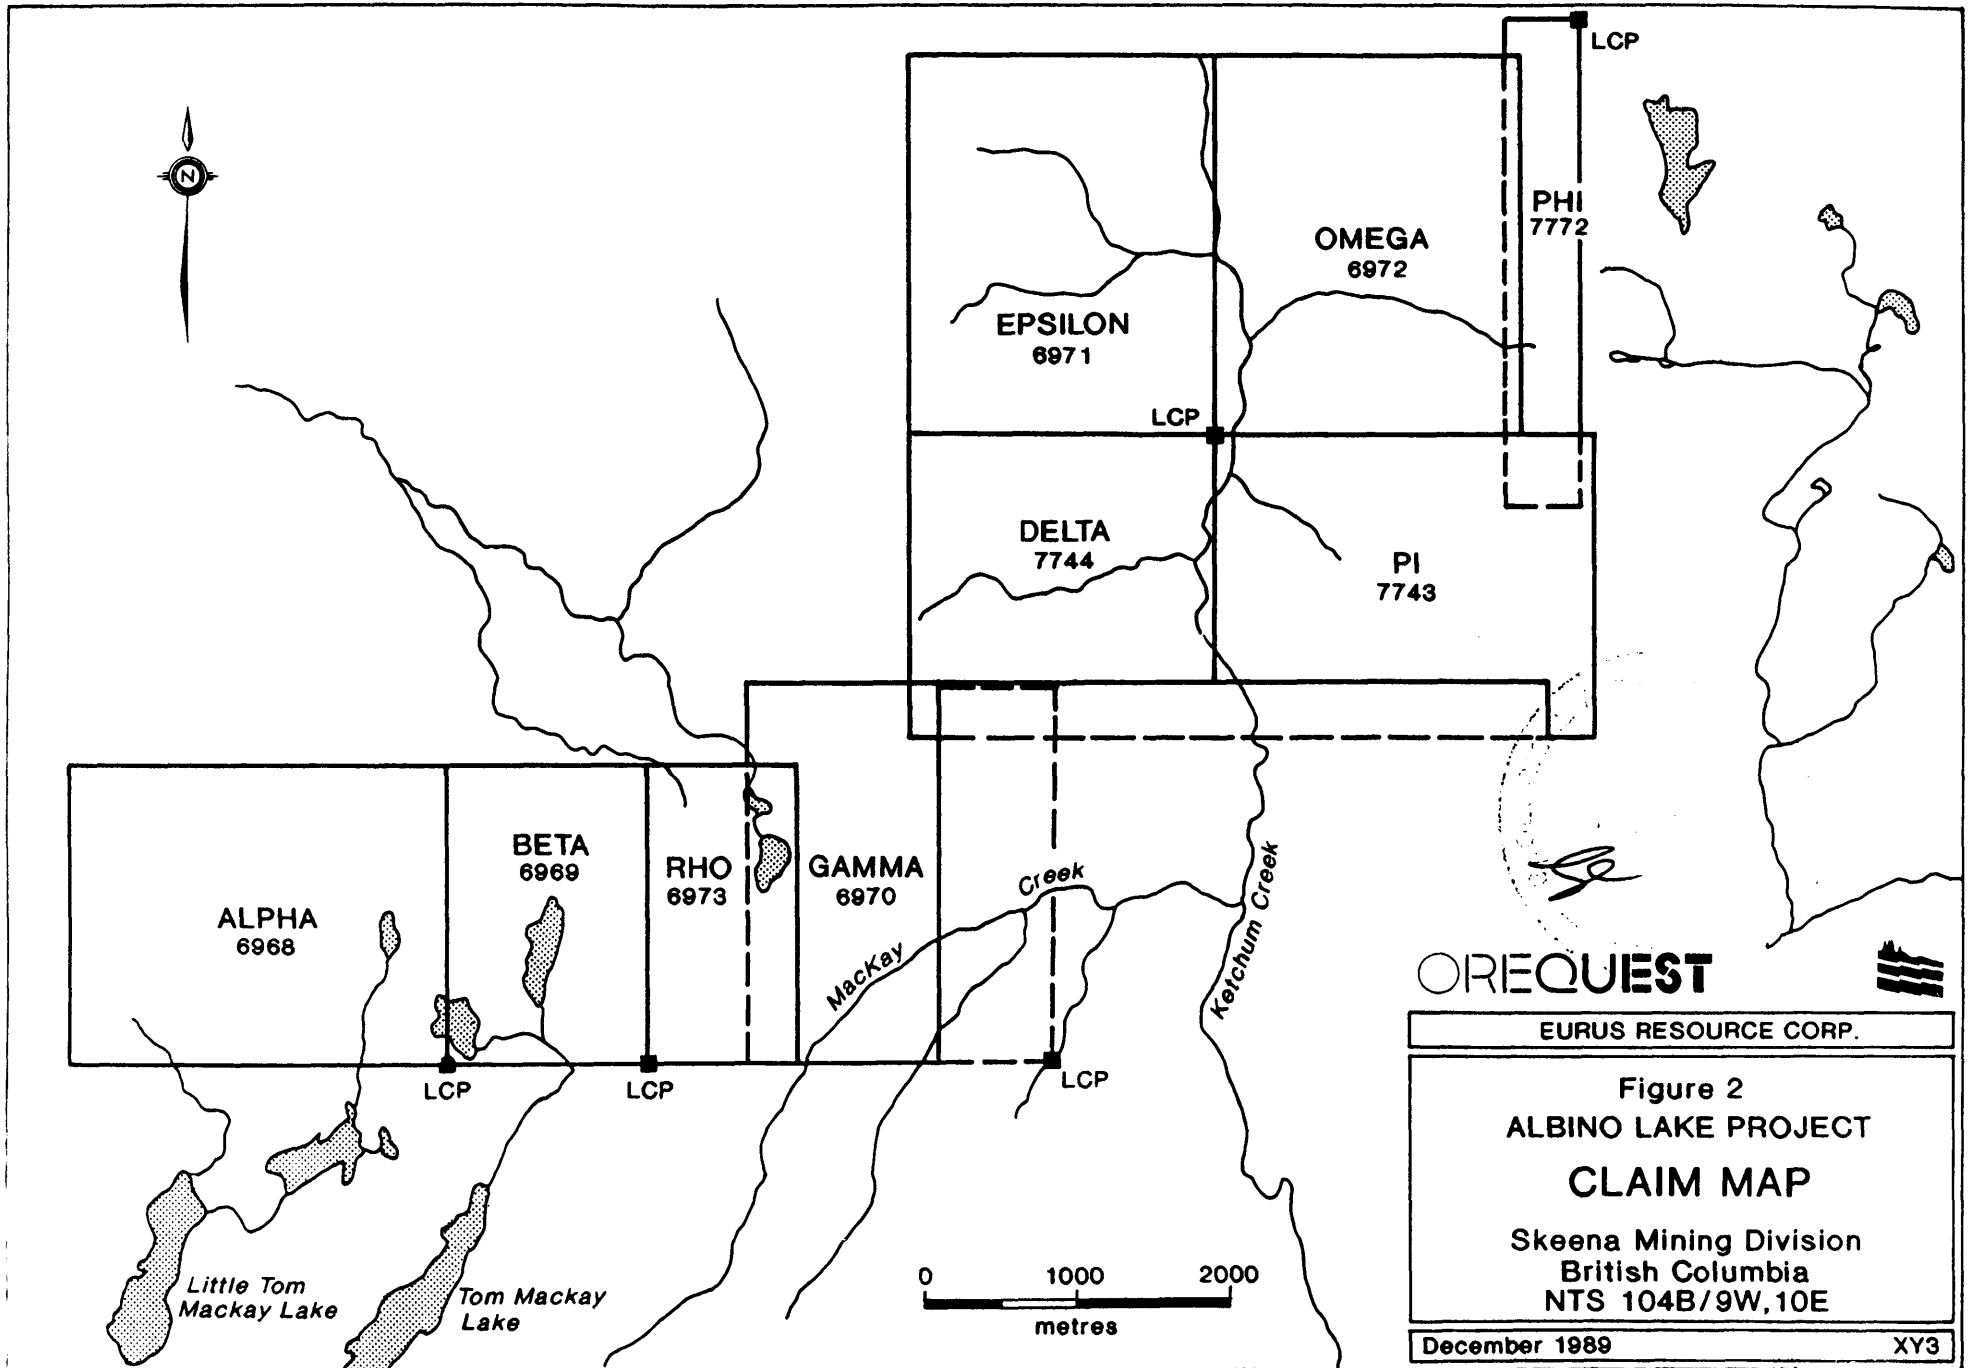 LCP
N
PHI
7772
OMEGA
6972
EPSILON
6971
LCP
DELTA
7744
PI
7743
BETA
6969
RHO
6973
GAMMA
6970
ALPHA
6968
MacKay Creek
Ketchum Creek
LCP
LCP
LCP
Little Tom
Mackay Lake
Tom Mackay
Lake
0 1000 2000
metres
OREQUEST
EURUS RESOURCE CORP.
Figure 2
ALBINO LAKE PROJECT
CLAIM MAP
Skeena Mining Division
British Columbia
NTS 104B/9W,10E
December 1989 XY3